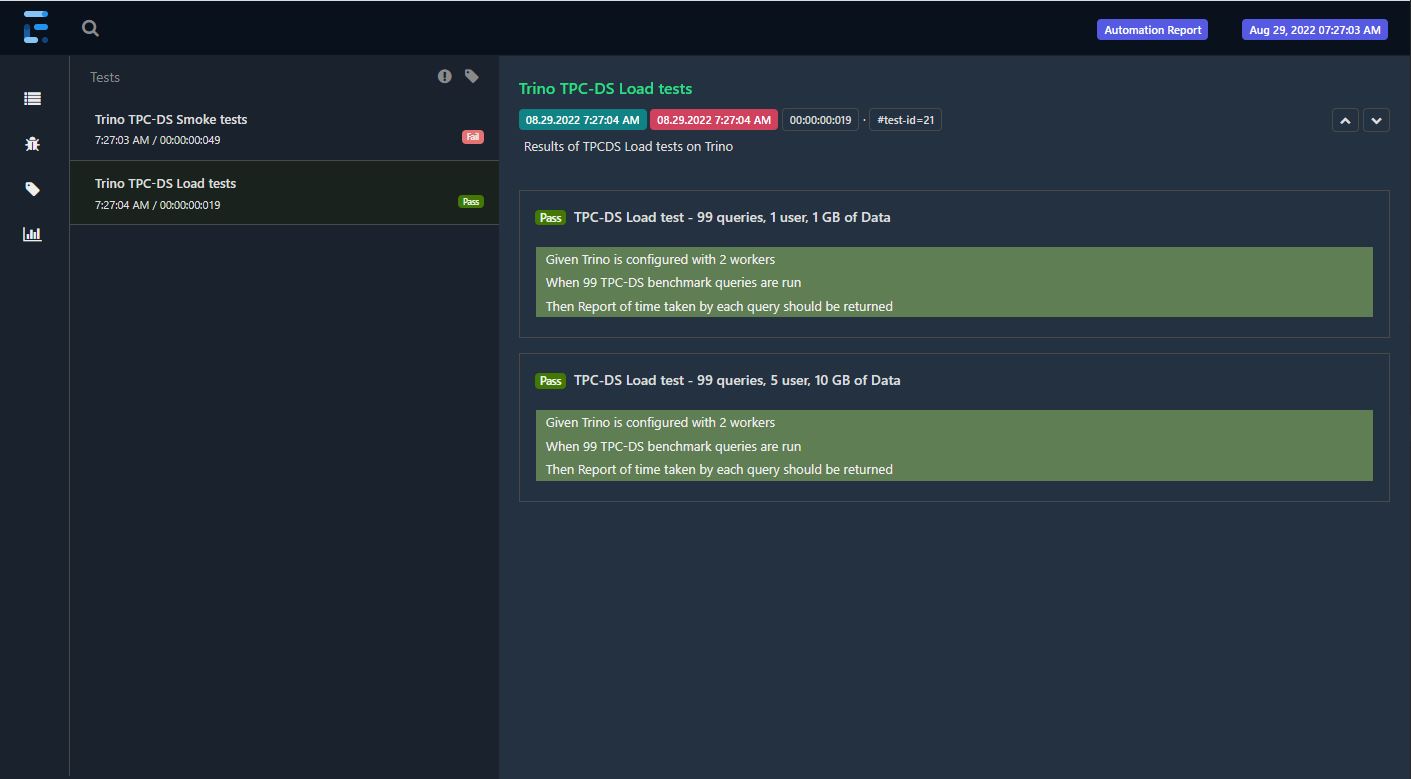 Automation Report
Aug 29, 2022 07:27:03 AM
Tests
Trino TPC-DS Smoke tests
7:27:03 AM / 00:00:00:049
Fail
Trino TPC-DS Load tests
7:27:04 AM / 00:00:00:019
Pass
Trino TPC-DS Load tests
08.29.2022 7:27:04 AM 08.29.2022 7:27:04 AM 00:00:00:019 · #test-id=21
Results of TPCDS Load tests on Trino
Pass TPC-DS Load test - 99 queries, 1 user, 1 GB of Data
Given Trino is configured with 2 workers
When 99 TPC-DS benchmark queries are run
Then Report of time taken by each query should be returned
Pass TPC-DS Load test - 99 queries, 5 user, 10 GB of Data
Given Trino is configured with 2 workers
When 99 TPC-DS benchmark queries are run
Then Report of time taken by each query should be returned